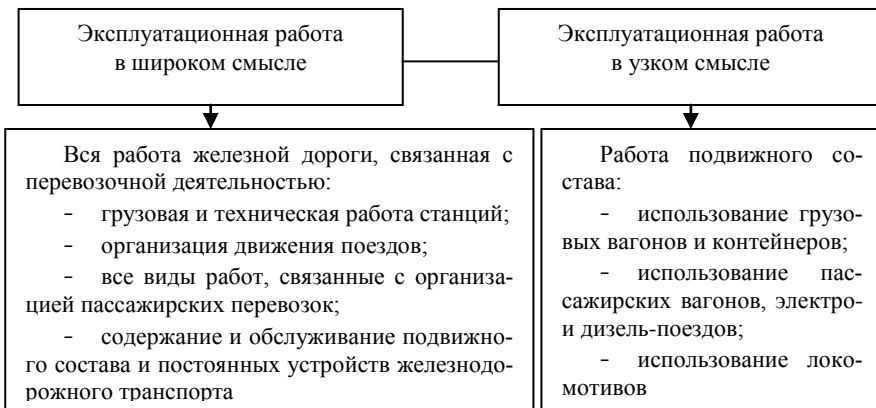 Эксплуатационная работа
в широком смысле
Эксплуатационная работа
в узком смысле
Вся работа железной дороги, связанная с
перевозочной деятельностью:
- грузовая и техническая работа станций;
- организация движения поездов;
- все виды работ, связанные с организа-
цией пассажирских перевозок;
- содержание и обслуживание подвижно-
го состава и постоянных устройств железнодо-
рожного транспорта
Работа подвижного со-
става:
- использование грузо-
вых вагонов и контейнеров;
- использование пас-
сажирских вагонов, электро-
и дизель-поездов;
- использование локо-
мотивов